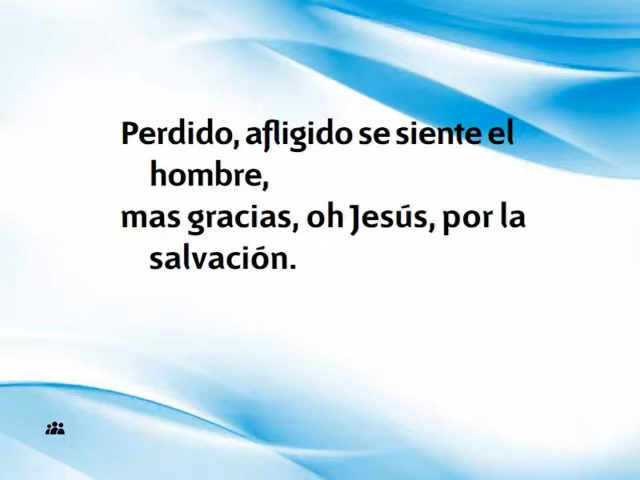 Perdido, afligido se siente el
hombre,
mas gracias, oh Jesús, por la
salvación.